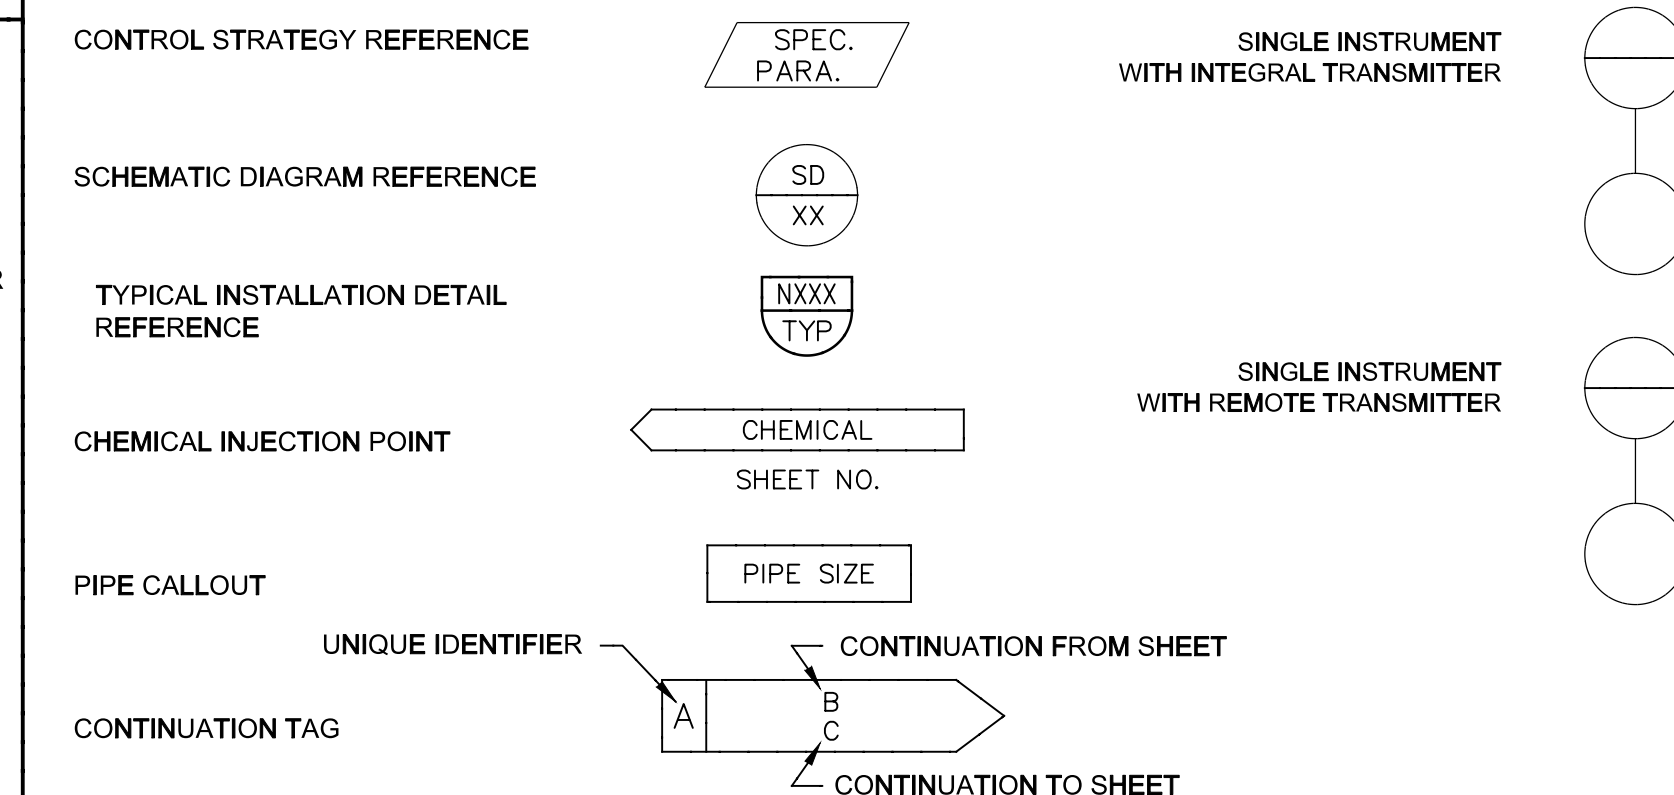 CONTROL STRATEGY REFERENCE
SPEC.
PARA.
SCHEMATIC DIAGRAM REFERENCE
SD
XX
R
TYPICAL INSTALLATION DETAIL
REFERENCE
NXXX
TYP
CHEMICAL INJECTION POINT
CHEMICAL
SHEET NO.
PIPE CALLOUT
PIPE SIZE
UNIQUE IDENTIFIER
CONTINUATION FROM SHEET
CONTINUATION TAG
A
B
C
CONTINUATION TO SHEET
SINGLE INSTRUMENT
WITH INTEGRAL TRANSMITTER
SINGLE INSTRUMENT
WITH REMOTE TRANSMITTER